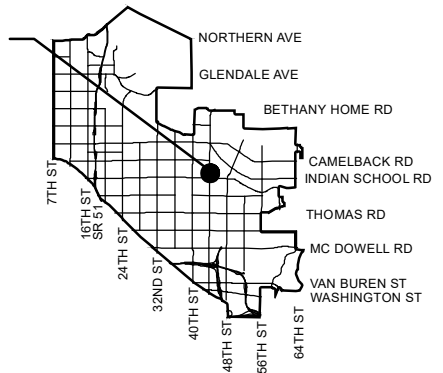 NORTHERN AVE
GLENDALE AVE
BETHANY HOME RD
CAMELBACK RD
INDIAN SCHOOL RD
THOMAS RD
MC DOWELL RD
VAN BUREN ST
WASHINGTON ST
7TH ST
16TH ST
SR 51
24TH ST
32ND ST
40TH ST
48TH ST
56TH ST
64TH ST